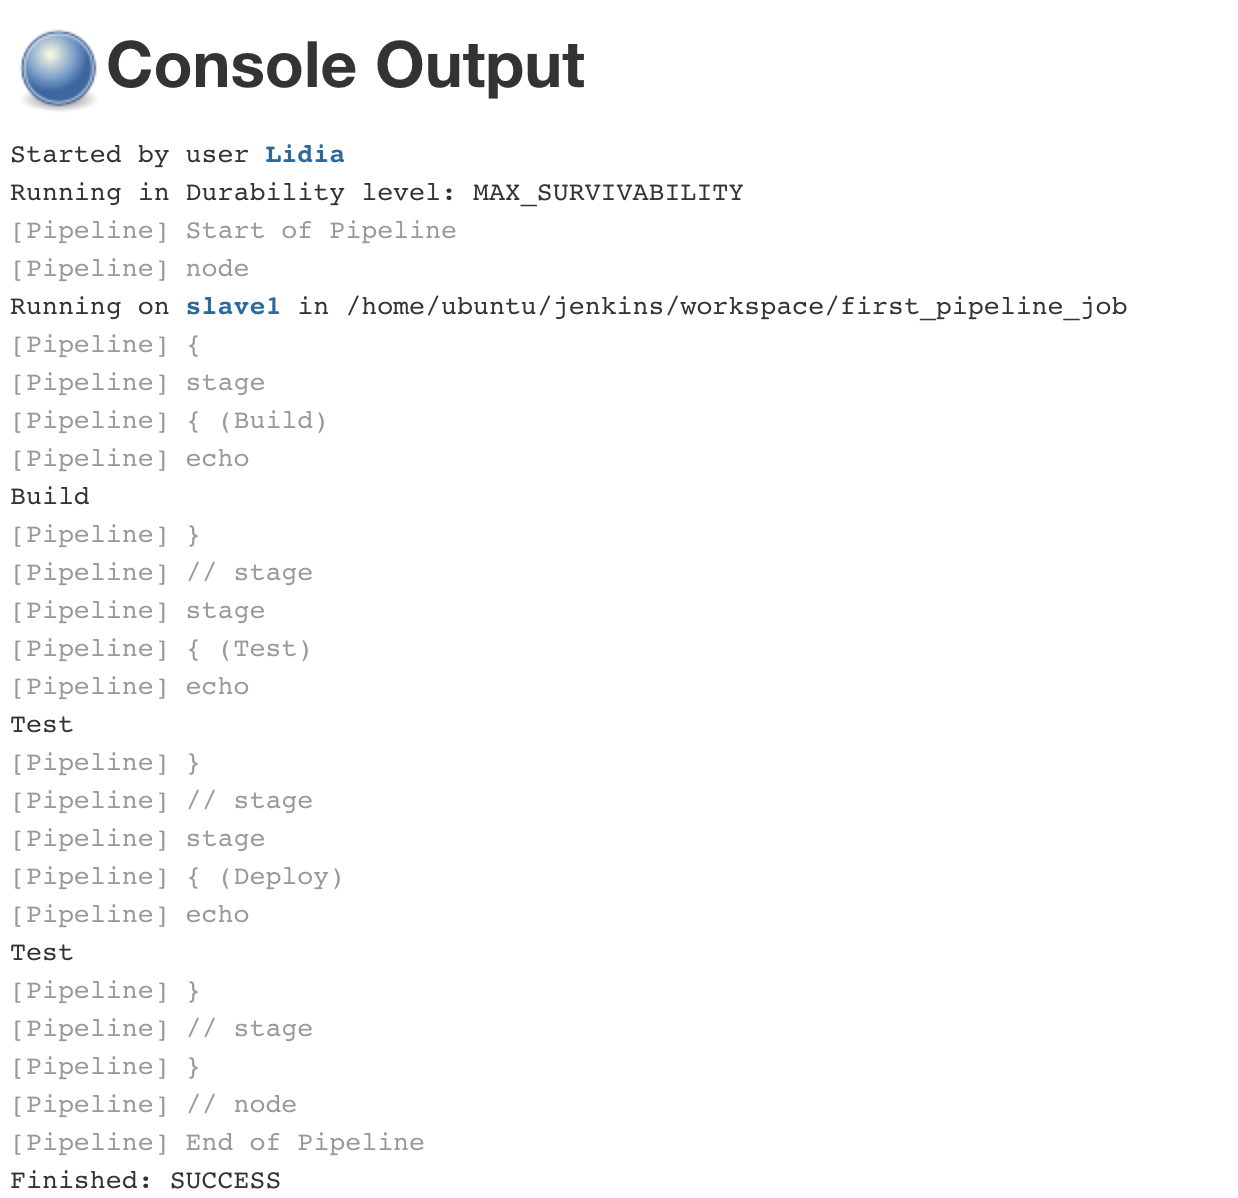 Console Output
Started by user Lidia
Running in Durability level: MAX_SURVIVABILITY
[Pipeline] Start of Pipeline
[Pipeline] node
Running on slave1 in /home/ubuntu/jenkins/workspace/first_pipeline_job
[Pipeline] {
[Pipeline] stage
[Pipeline] { (Build)
[Pipeline] echo
Build
[Pipeline] }
[Pipeline] // stage
[Pipeline] stage
[Pipeline] { (Test)
[Pipeline] echo
Test
[Pipeline] }
[Pipeline] // stage
[Pipeline] stage
[Pipeline] { (Deploy)
[Pipeline] echo
Test
[Pipeline] }
[Pipeline] // stage
[Pipeline] }
[Pipeline] // node
[Pipeline] End of Pipeline
Finished: SUCCESS